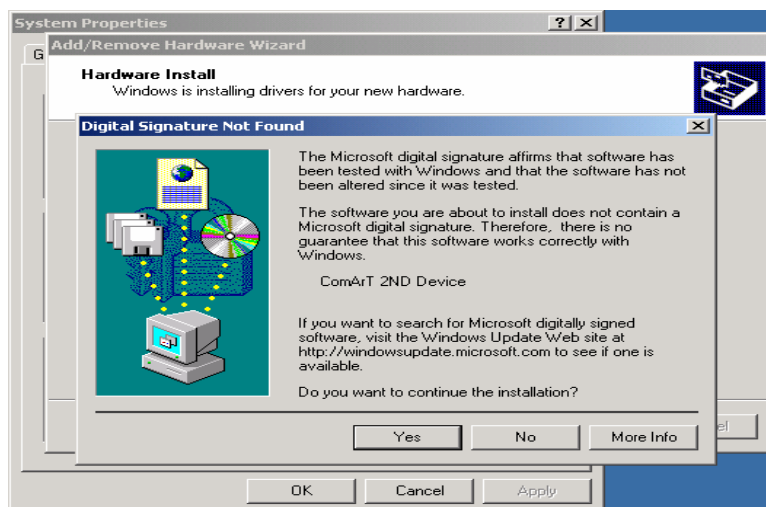 System Properties
G
Add/Remove Hardware Wizard
Hardware Install
Windows is installing drivers for your new hardware.
Digital Signature Not Found
The Microsoft digital signature affirms that software has
been tested with Windows and that the software has not
been altered since it was tested.
The software you are about to install does not contain a
Microsoft digital signature. Therefore, there is no
guarantee that this software works correctly with
Windows.
ComArT 2ND Device
If you want to search for Microsoft digitally signed
software, visit the Windows Update Web site at
http://windowsupdate.microsoft.com to see if one is
available.
Do you want to continue the installation?
Yes No More Info
el
OK Cancel Apply